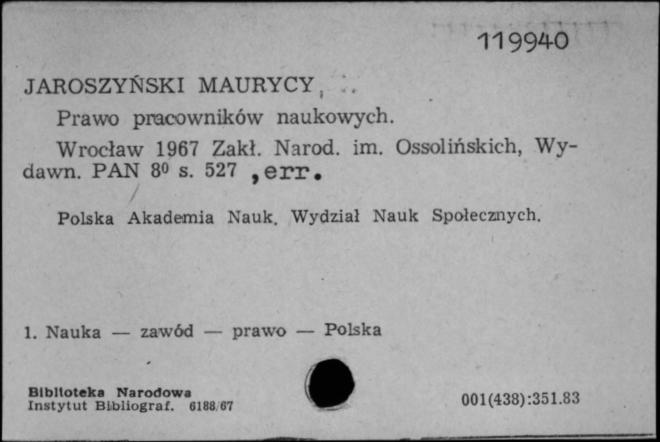 119940
JAROSZYŃSKI MAURYCY,
Prawo pracowników naukowych.
Wrocław 1967 Zakł. Narod. im. Ossolińskich, Wy-
dawn. PAN 8⁰ s. 527 ,err.
Polska Akademia Nauk. Wydział Nauk Społecznych.
1. Nauka — zawód — prawo — Polska
Biblioteka Narodowa
Instytut Bibliograf. 6188/67
001(438):351.83